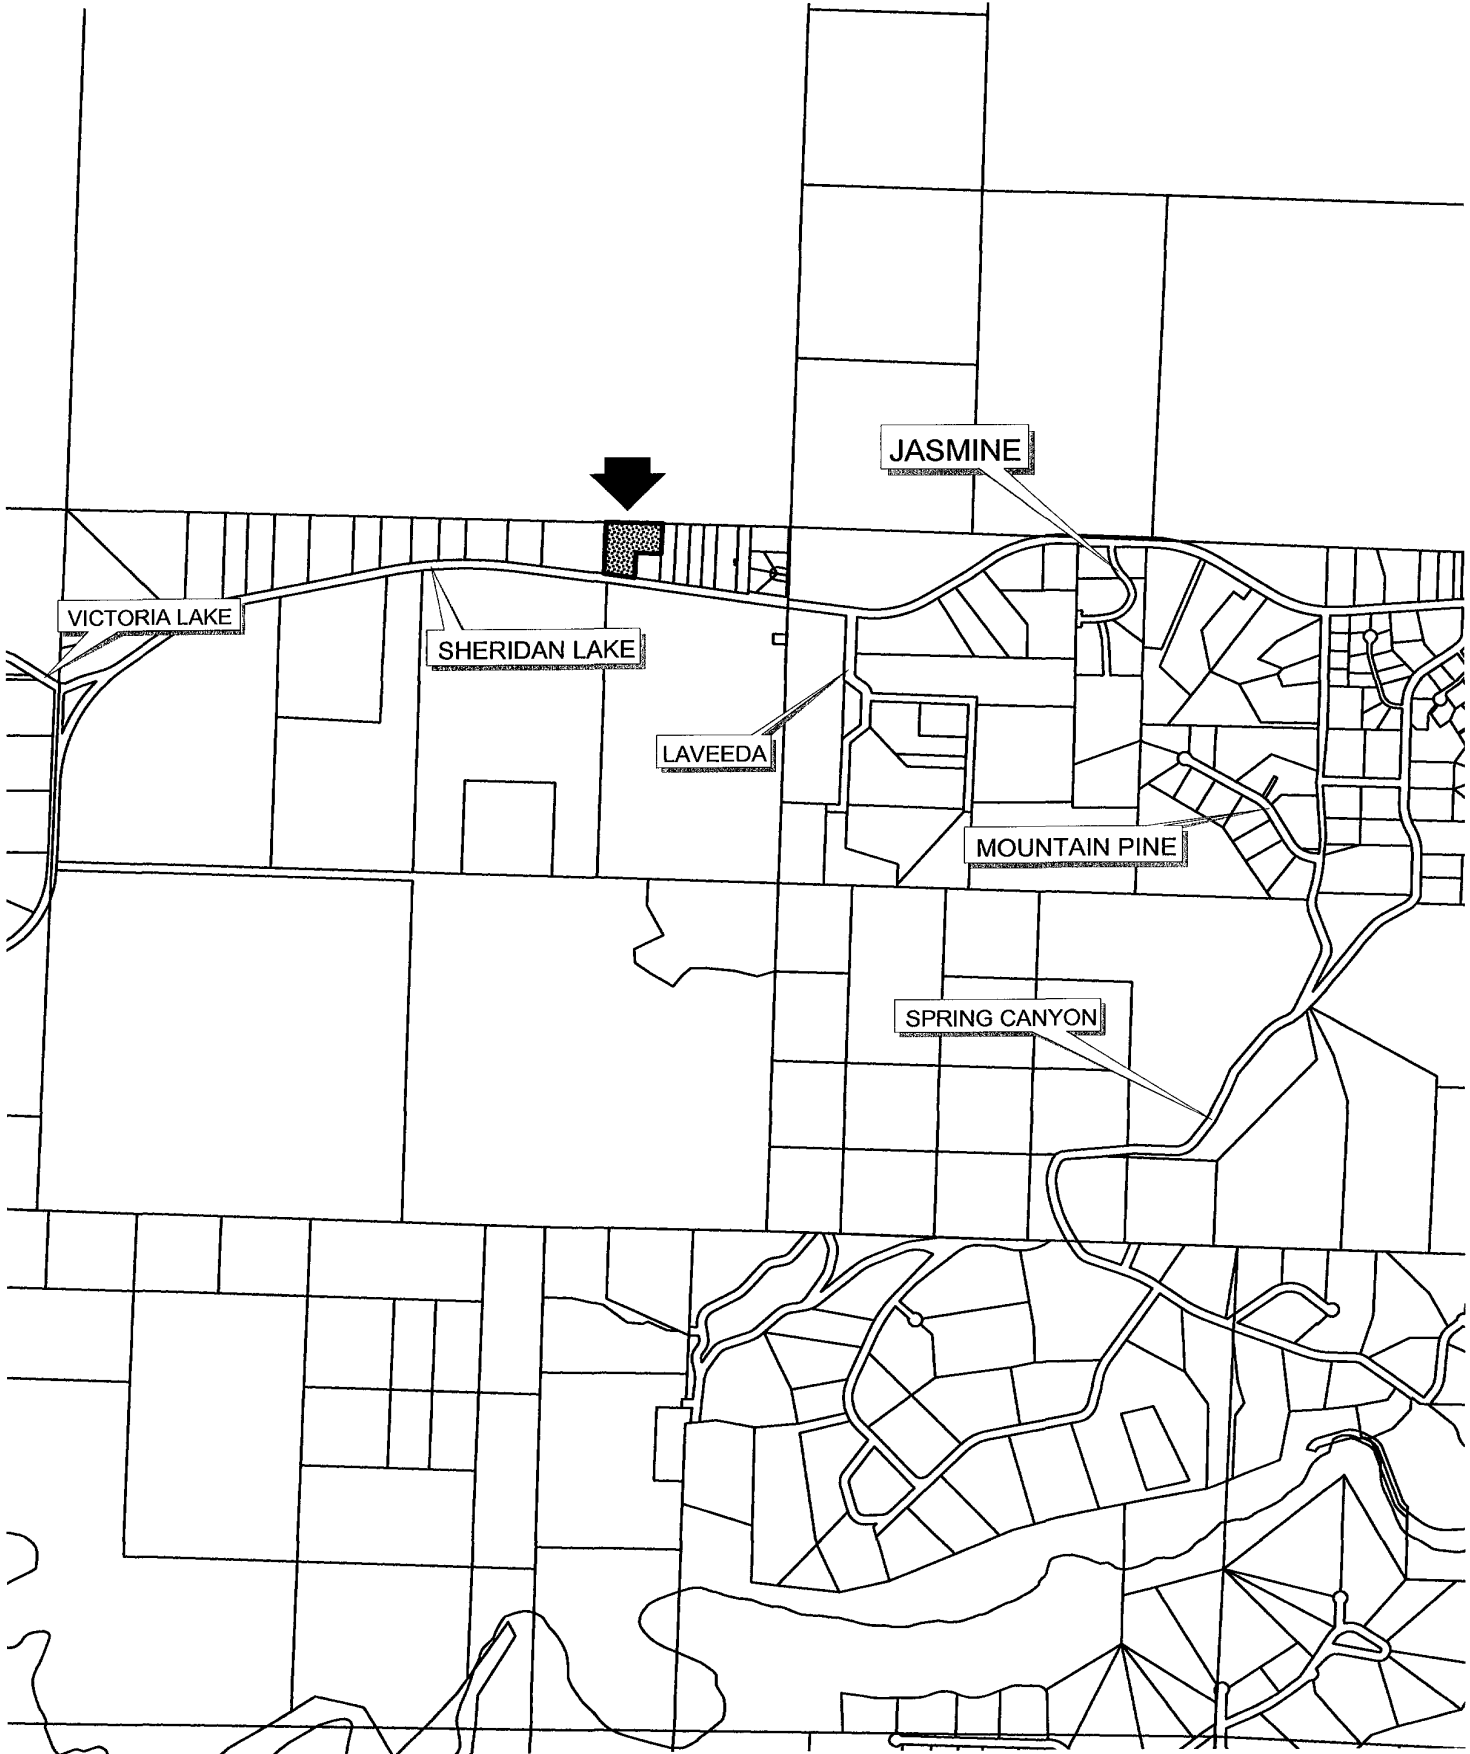 JASMINE
VICTORIA LAKE
SHERIDAN LAKE
LAVEEDA
MOUNTAIN PINE
SPRING CANYON